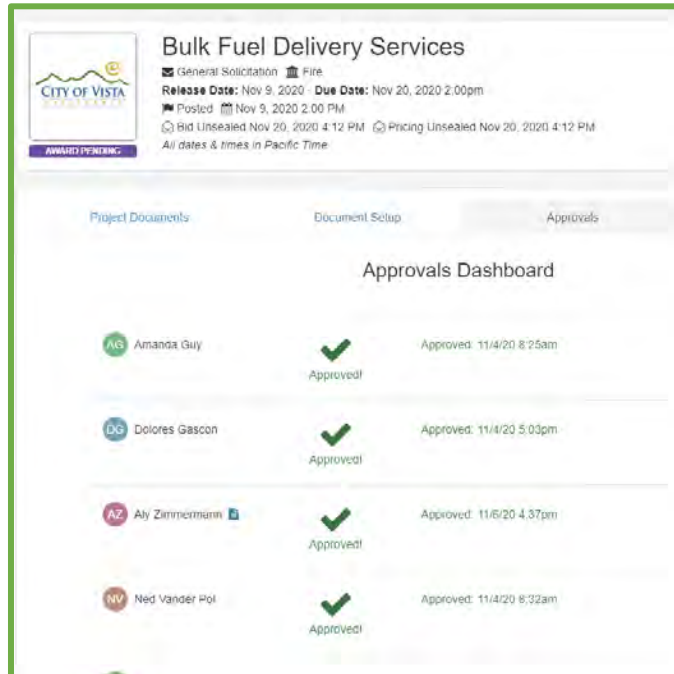 Bulk Fuel Delivery Services
General Solicitation Fire
Release Date: Nov 9, 2020 · Due Date: Nov 20, 2020 2:00pm
Posted Nov 9, 2020 2:00 PM
Bid Unsealed Nov 20, 2020 4:12 PM Pricing Unsealed Nov 20, 2020 4:12 PM
All dates & times in Pacific Time
CITY OF VISTA
AWARD PENDING
Project Documents Document Setup Approvals
Approvals Dashboard
AG Amanda Guy Approved: 11/4/20 8:25am
Approved!
DG Dolores Gascon Approved: 11/4/20 5:03pm
Approved!
AZ Aly Zimmermann Approved: 11/6/20 4:37pm
Approved!
NV Ned Vander Pol Approved: 11/4/20 8:32am
Approved!